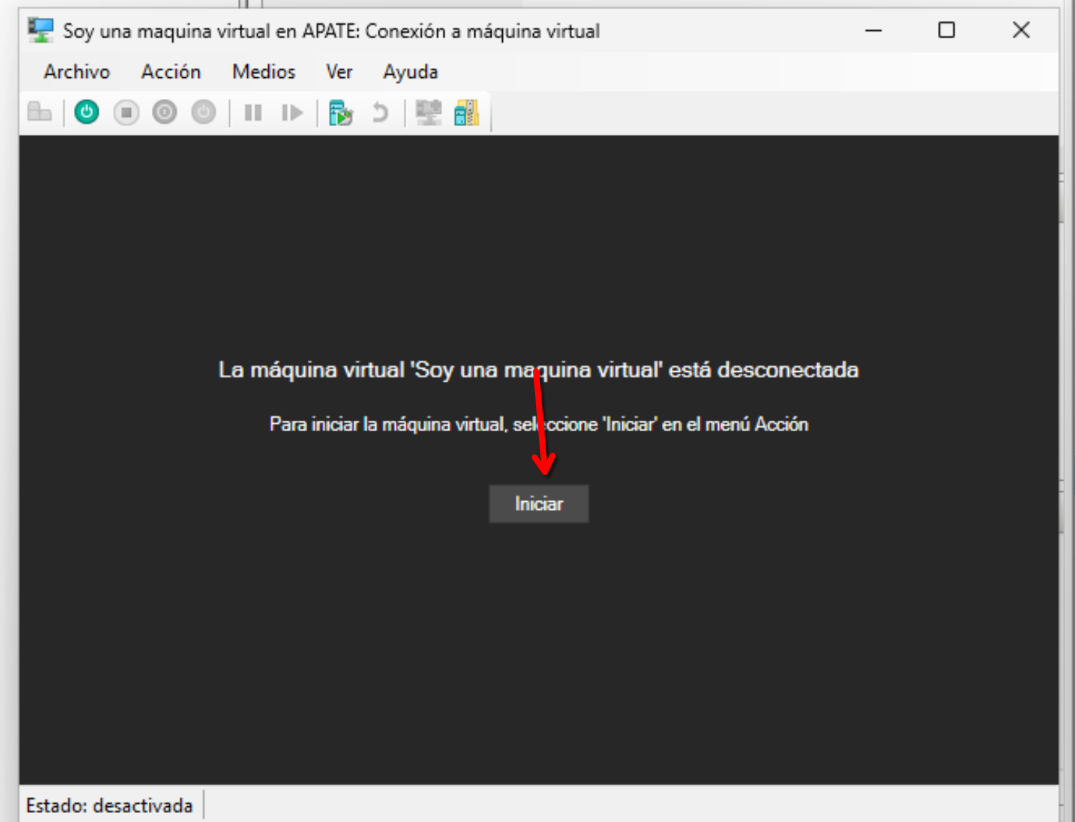 Soy una maquina virtual en APATE: Conexión a máquina virtual
Archivo Acción Medios Ver Ayuda
La máquina virtual 'Soy una maquina virtual' está desconectada
Para iniciar la máquina virtual, seleccione 'Iniciar' en el menú Acción
Iniciar
Estado: desactivada